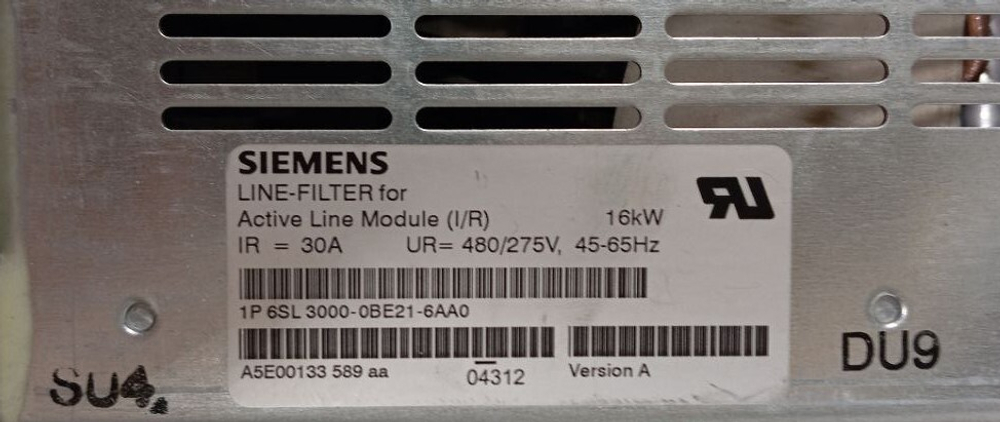 SIEMENS
LINE-FILTER for
Active Line Module (I/R) 16kW
IR = 30A UR= 480/275V, 45-65Hz
1P 6SL 3000-0BE21-6AA0
A5E00133 589 aa 04312 Version A
SU4
DU9